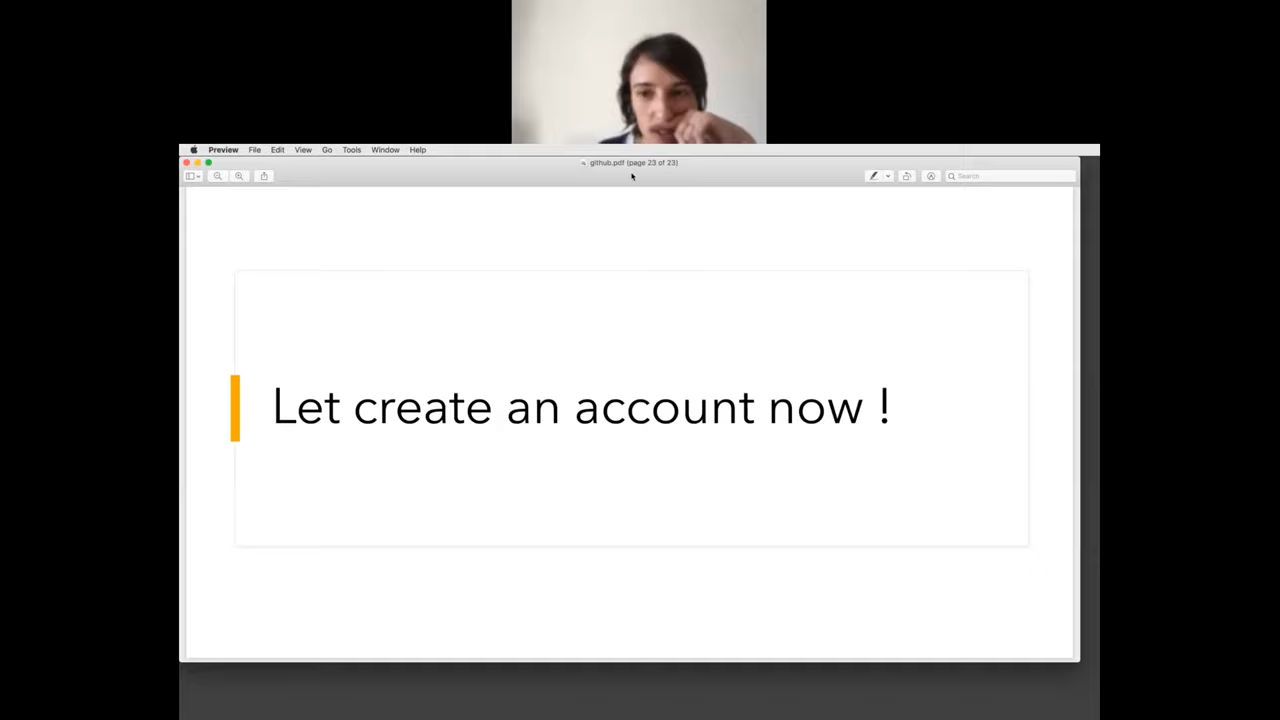 Preview File Edit View Go Tools Window Help
github.pdf (page 23 of 23)
Search
Let create an account now !